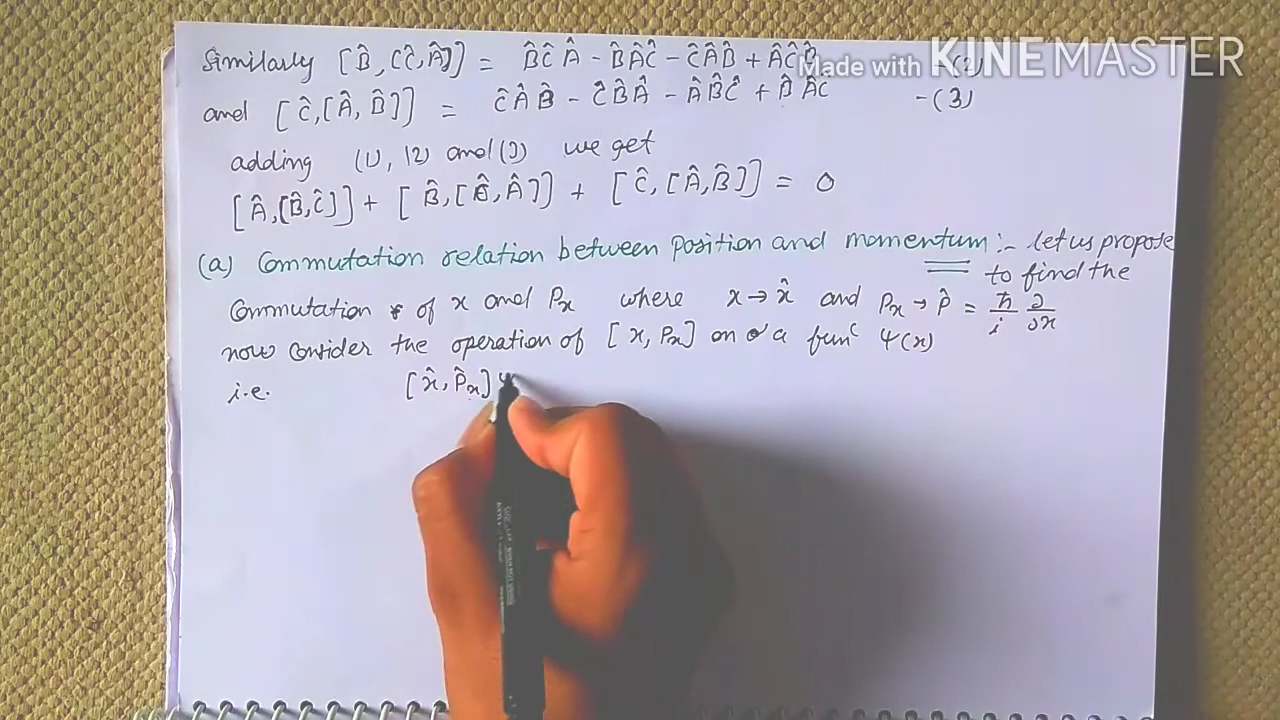 Similarly [B̂, [Ĉ, Â]] = B̂ĈÂ - B̂ÂĈ - ĈÂB̂ + ÂĈB̂ -(2)
Made with KINEMASTER
and [Ĉ, [Â, B̂]] = ĈÂB̂ - ĈB̂Â - ÂB̂Ĉ + B̂ÂĈ -(3)
adding (1), (2) and (3) we get
[Â, [B̂, Ĉ]] + [B̂, [Ĉ, Â]] + [Ĉ, [Â, B̂]] = 0
(a) Commutation relation between position and momentum :- let us propose
to find the
Commutation of x and Px where x → x̂ and Px → P̂ = ħ/i ∂/∂x
now Consider the operation of [x, Px] on a func ψ(x)
i.e. [x̂, P̂x]